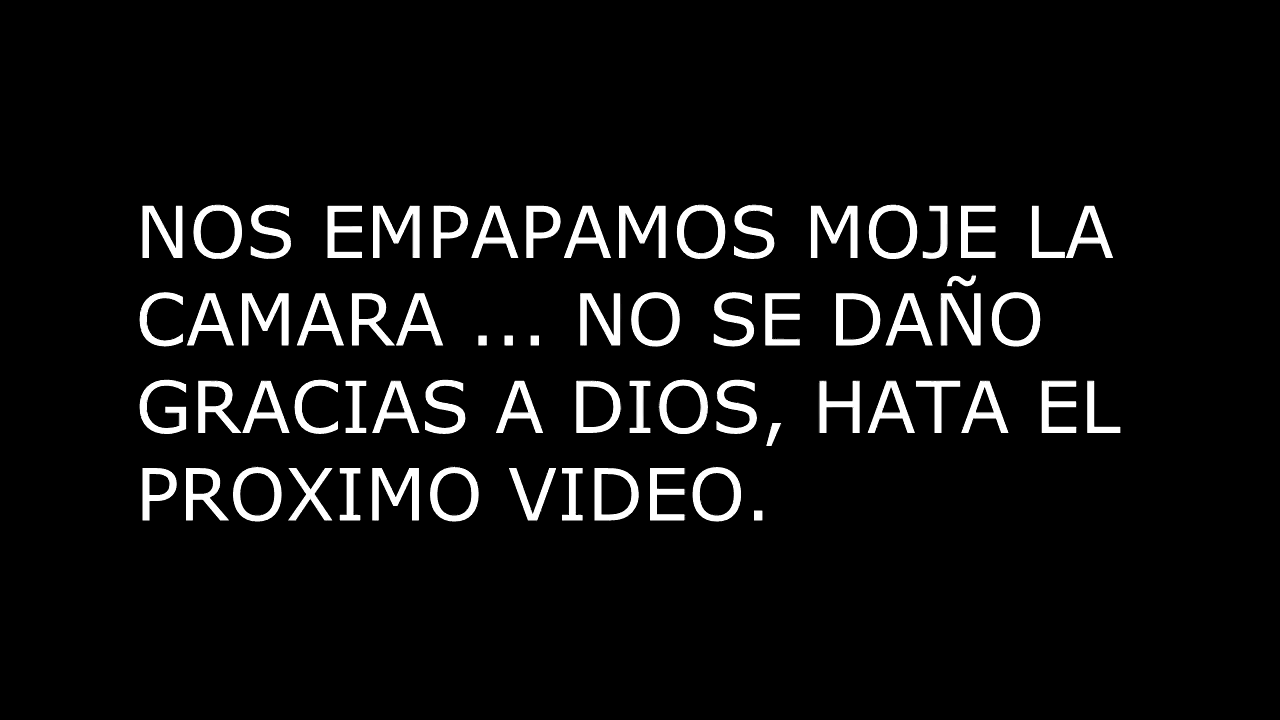 NOS EMPAPAMOS MOJE LA
CAMARA ... NO SE DAÑO
GRACIAS A DIOS, HATA EL
PROXIMO VIDEO.